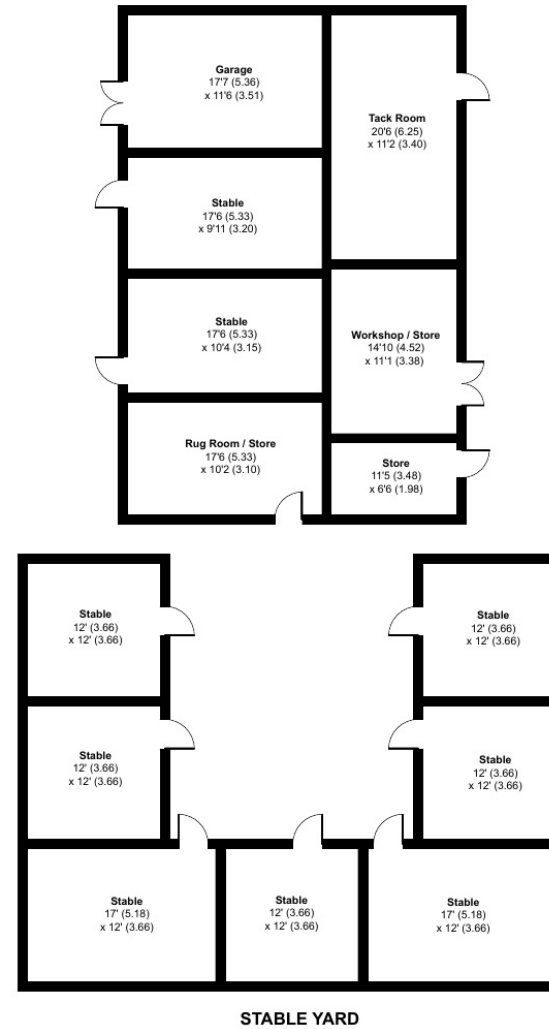 Garage
17'7 (5.36)
x 11'6 (3.51)
Tack Room
20'6 (6.25)
x 11'2 (3.40)
Stable
17'6 (5.33)
x 9'11 (3.20)
Stable
17'6 (5.33)
x 10'4 (3.15)
Workshop / Store
14'10 (4.52)
x 11'1 (3.38)
Rug Room / Store
17'6 (5.33)
x 10'2 (3.10)
Store
11'5 (3.48)
x 6'6 (1.98)
Stable
12' (3.66)
x 12' (3.66)
Stable
12' (3.66)
x 12' (3.66)
Stable
12' (3.66)
x 12' (3.66)
Stable
12' (3.66)
x 12' (3.66)
Stable
17' (5.18)
x 12' (3.66)
Stable
12' (3.66)
x 12' (3.66)
Stable
17' (5.18)
x 12' (3.66)
STABLE YARD